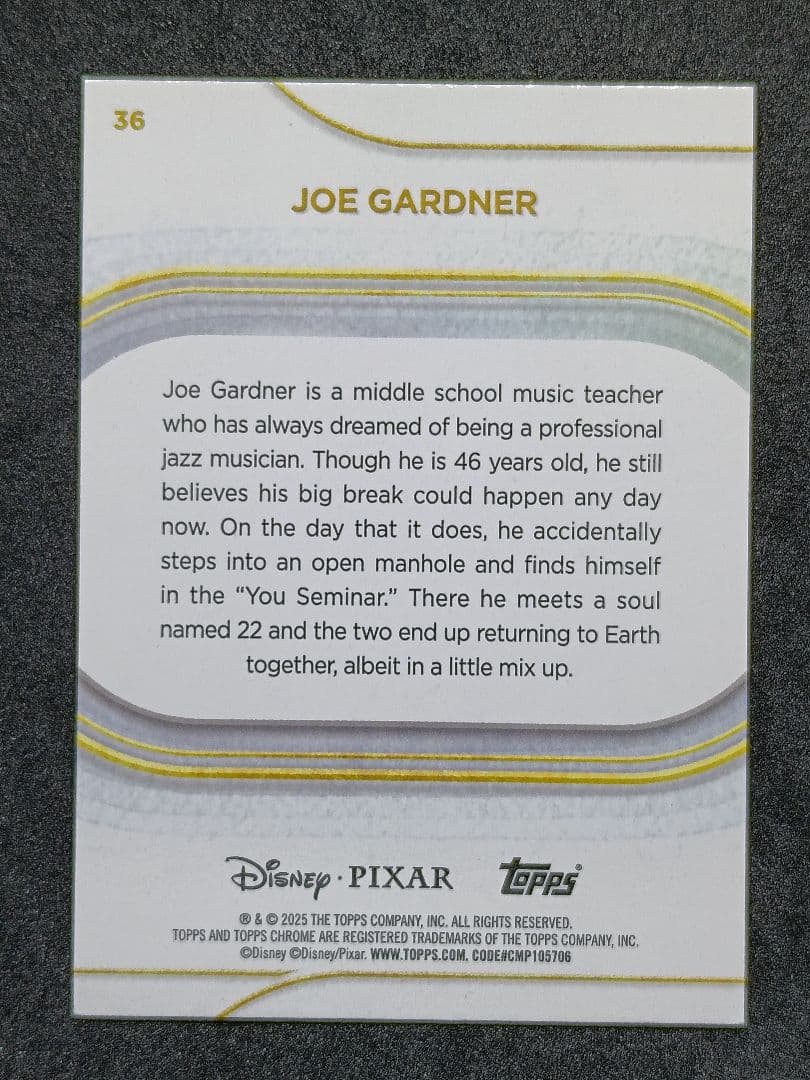 36
JOE GARDNER
Joe Gardner is a middle school music teacher
who has always dreamed of being a professional
jazz musician. Though he is 46 years old, he still
believes his big break could happen any day
now. On the day that it does, he accidentally
steps into an open manhole and finds himself
in the “You Seminar.” There he meets a soul
named 22 and the two end up returning to Earth
together, albeit in a little mix up.
Disney · PIXAR topps®
® & © 2025 THE TOPPS COMPANY, INC. ALL RIGHTS RESERVED.
TOPPS AND TOPPS CHROME ARE REGISTERED TRADEMARKS OF THE TOPPS COMPANY, INC.
©Disney ©Disney/Pixar. WWW.TOPPS.COM. CODE#CMP105706